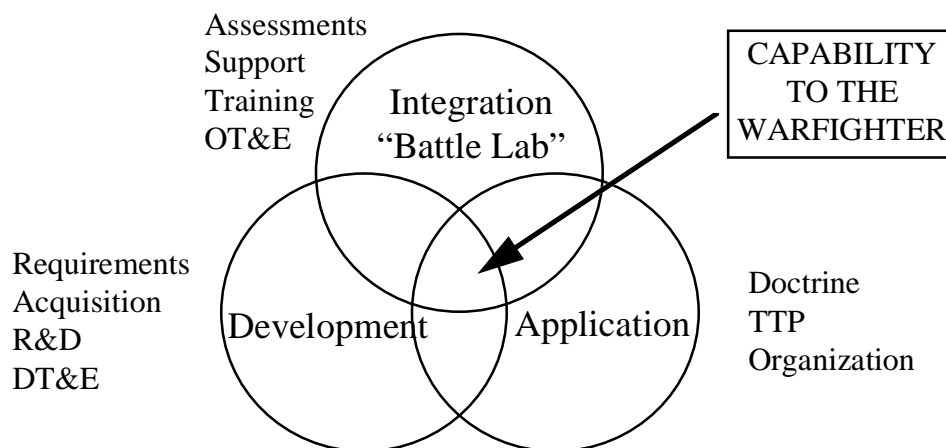 Assessments
Support
Training
OT&E
Integration
“Battle Lab”
CAPABILITY
TO THE
WARFIGHTER
Requirements
Acquisition
R&D
DT&E
Development
Application
Doctrine
TTP
Organization